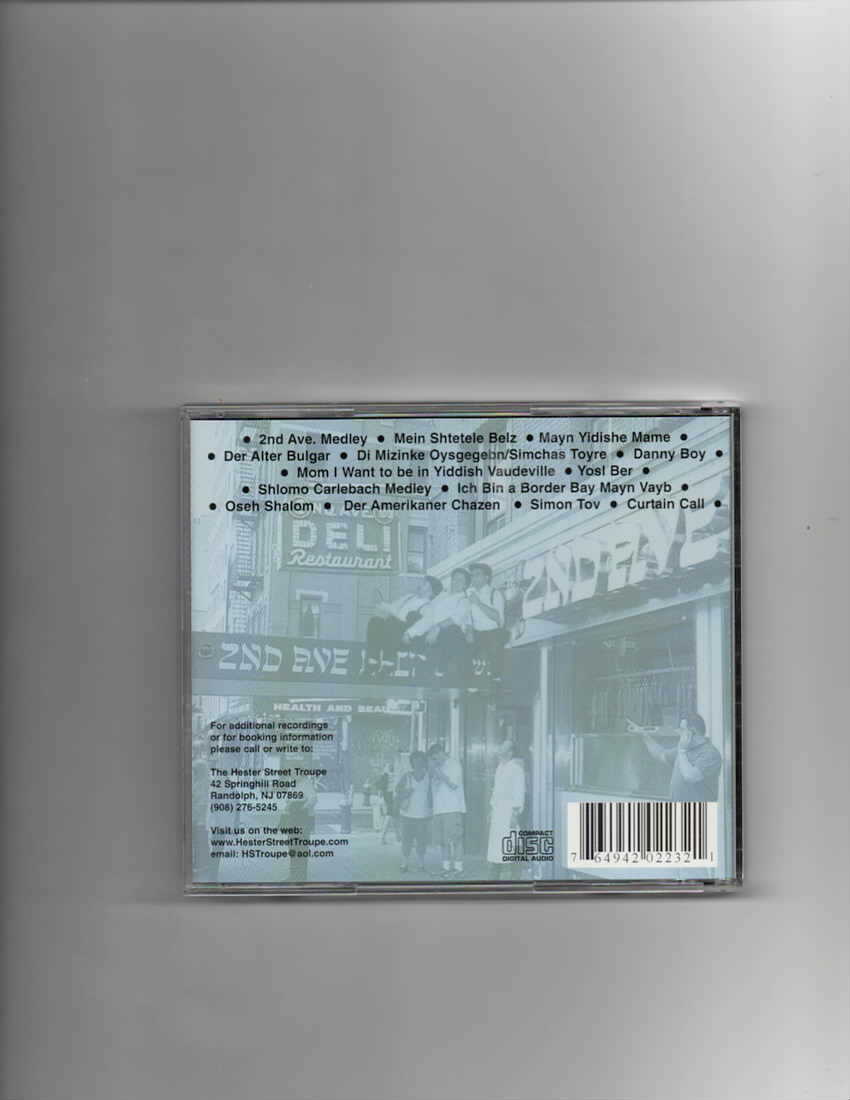 • 2nd Ave. Medley • Mein Shtetele Belz • Mayn Yidishe Mame •
• Der Alter Bulgar • Di Mizinke Oysgegebn/Simchas Toyre • Danny Boy •
• Mom I Want to be in Yiddish Vaudeville • Yosl Ber •
• Shlomo Carlebach Medley • Ich Bin a Border Bay Mayn Vayb •
• Oseh Shalom • Der Amerikaner Chazen • Simon Tov • Curtain Call •
DELI
Restaurant
2ND AVE
2ND AVE
HEALTH AND
For additional recordings
or for booking information
please call or write to:
The Hester Street Troupe
42 Springhill Road
Randolph, NJ 07869
(908) 276-5245
Visit us on the web:
www.HesterStreetTroupe.com
email: HSTroupe@aol.com
COMPACT
disc
DIGITAL AUDIO
7 64942 02232 1